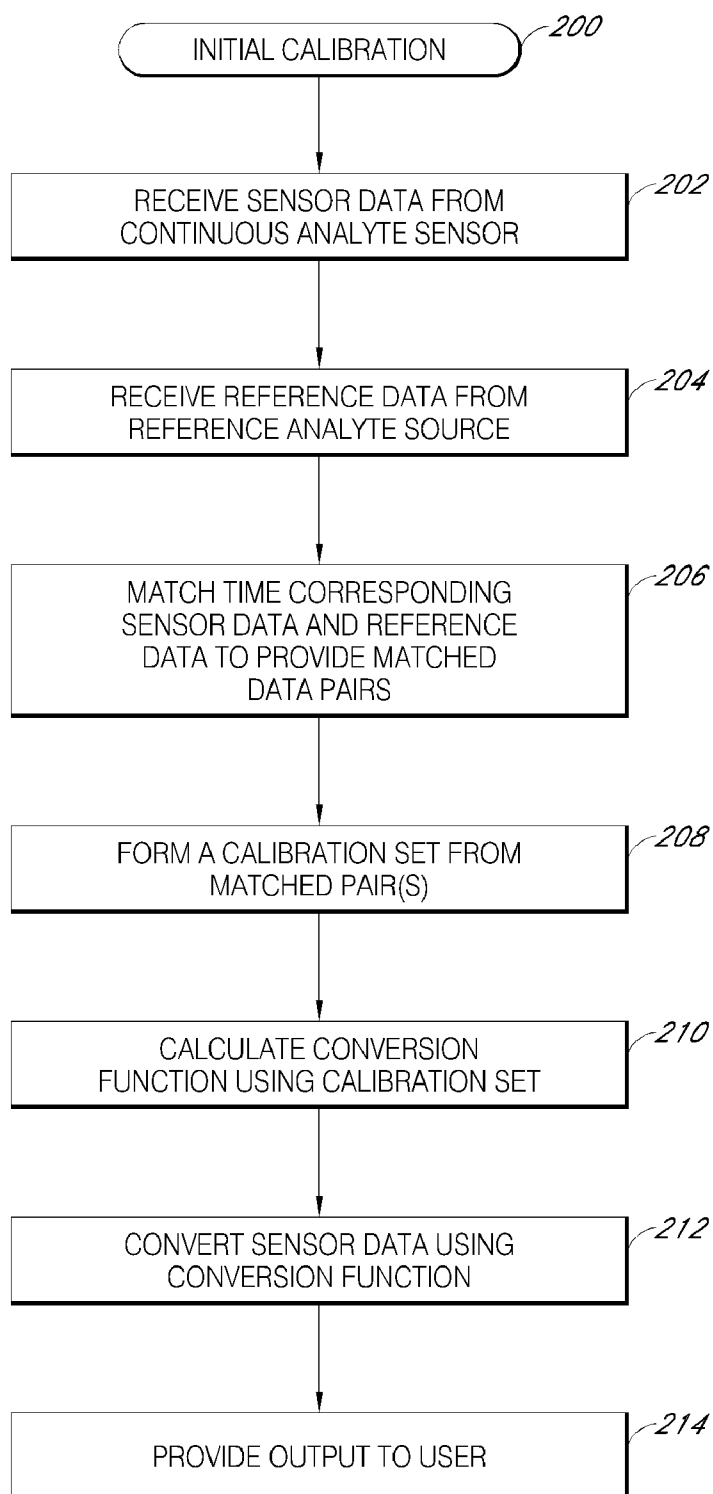 INITIAL CALIBRATION
200
RECEIVE SENSOR DATA FROM
CONTINUOUS ANALYTE SENSOR
202
RECEIVE REFERENCE DATA FROM
REFERENCE ANALYTE SOURCE
204
MATCH TIME CORRESPONDING
SENSOR DATA AND REFERENCE
DATA TO PROVIDE MATCHED
DATA PAIRS
206
FORM A CALIBRATION SET FROM
MATCHED PAIR(S)
208
CALCULATE CONVERSION
FUNCTION USING CALIBRATION SET
210
CONVERT SENSOR DATA USING
CONVERSION FUNCTION
212
PROVIDE OUTPUT TO USER
214